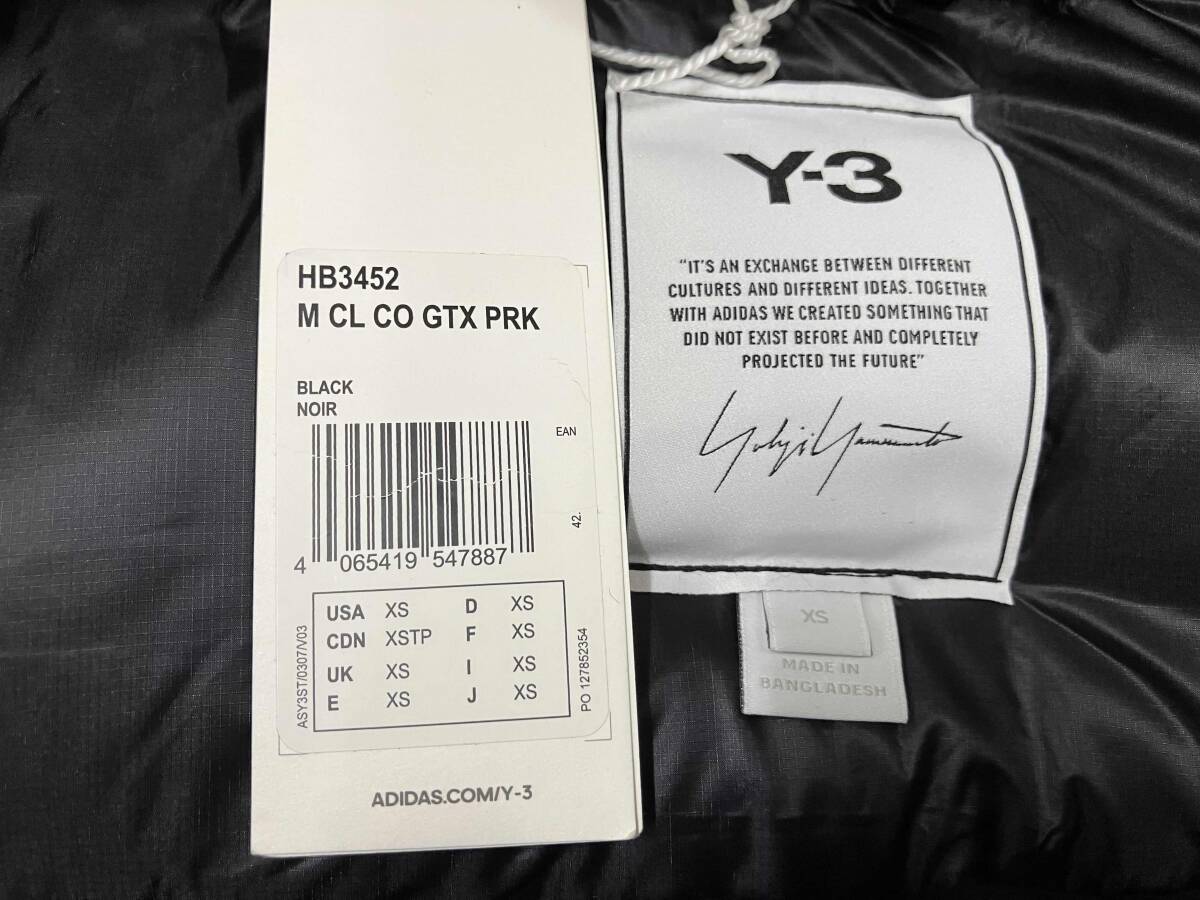 HB3452
M CL CO GTX PRK
BLACK
NOIR
EAN
42.
4 065419 547887
USA XS D XS
CDN XSTP F XS
UK XS I XS
E XS J XS
ASY3ST/0307/V03
PO 127852354
ADIDAS.COM/Y-3
Y-3
"IT'S AN EXCHANGE BETWEEN DIFFERENT
CULTURES AND DIFFERENT IDEAS. TOGETHER
WITH ADIDAS WE CREATED SOMETHING THAT
DID NOT EXIST BEFORE AND COMPLETELY
PROJECTED THE FUTURE"
Yohji Yamamoto
XS
MADE IN
BANGLADESH